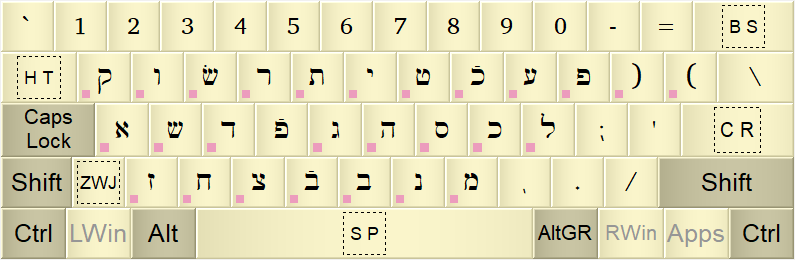 ` 1 2 3 4 5 6 7 8 9 0 - = BS
HT ק ו שׂ ר ת י ט כֿ ע פ ) ( \
Caps Lock א ש ד פֿ ג ה ס כ ל ⁏ ' CR
Shift ZWJ ז ח צ בֿ ב נ מ ⹁ . / Shift
Ctrl LWin Alt SP AltGR RWin Apps Ctrl